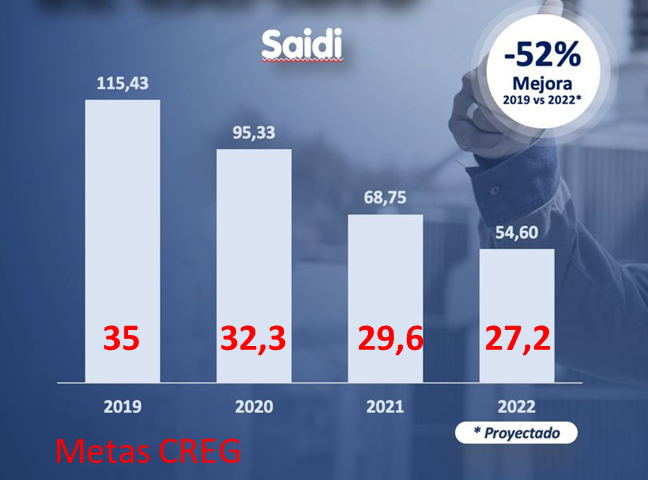 Saidi
-52%
Mejora
2019 vs 2022*
115,43
95,33
68,75
54,60
35
32,3
29,6
27,2
2019
2020
2021
2022
* Proyectado
Metas CREG